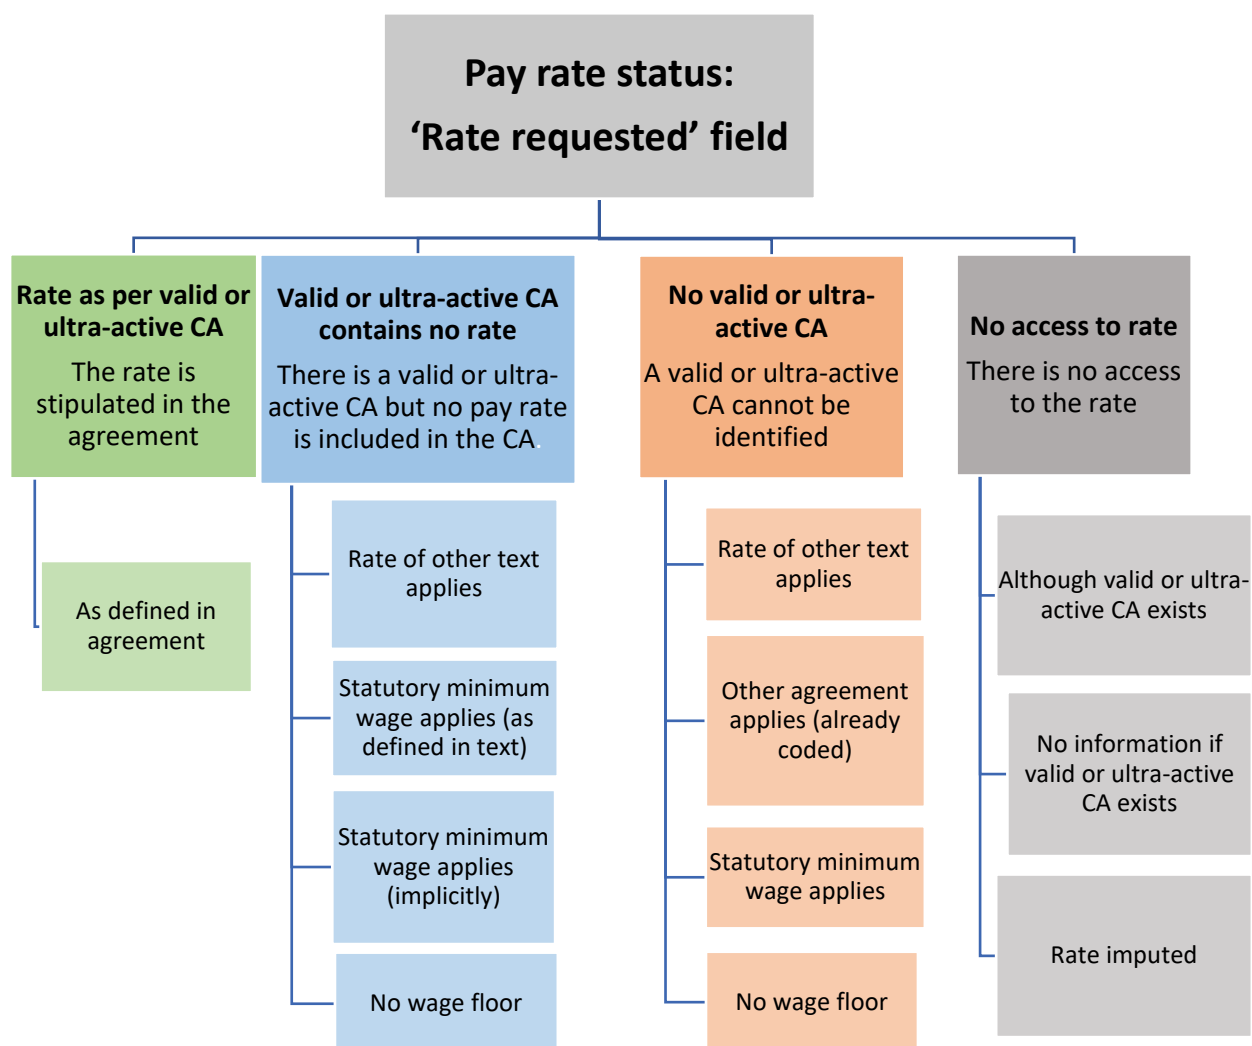 Pay rate status:
‘Rate requested’ field
Rate as per valid or
ultra-active CA
The rate is
stipulated in the
agreement
As defined in
agreement
Valid or ultra-active CA
contains no rate
There is a valid or ultra-
active CA but no pay rate
is included in the CA.
Rate of other text
applies
Statutory minimum
wage applies (as
defined in text)
Statutory minimum
wage applies
(implicitly)
No wage floor
No valid or ultra-
active CA
A valid or ultra-active
CA cannot be
identified
Rate of other text
applies
Other agreement
applies (already
coded)
Statutory minimum
wage applies
No wage floor
No access to rate
There is no access
to the rate
Although valid or ultra-
active CA exists
No information if
valid or ultra-active
CA exists
Rate imputed